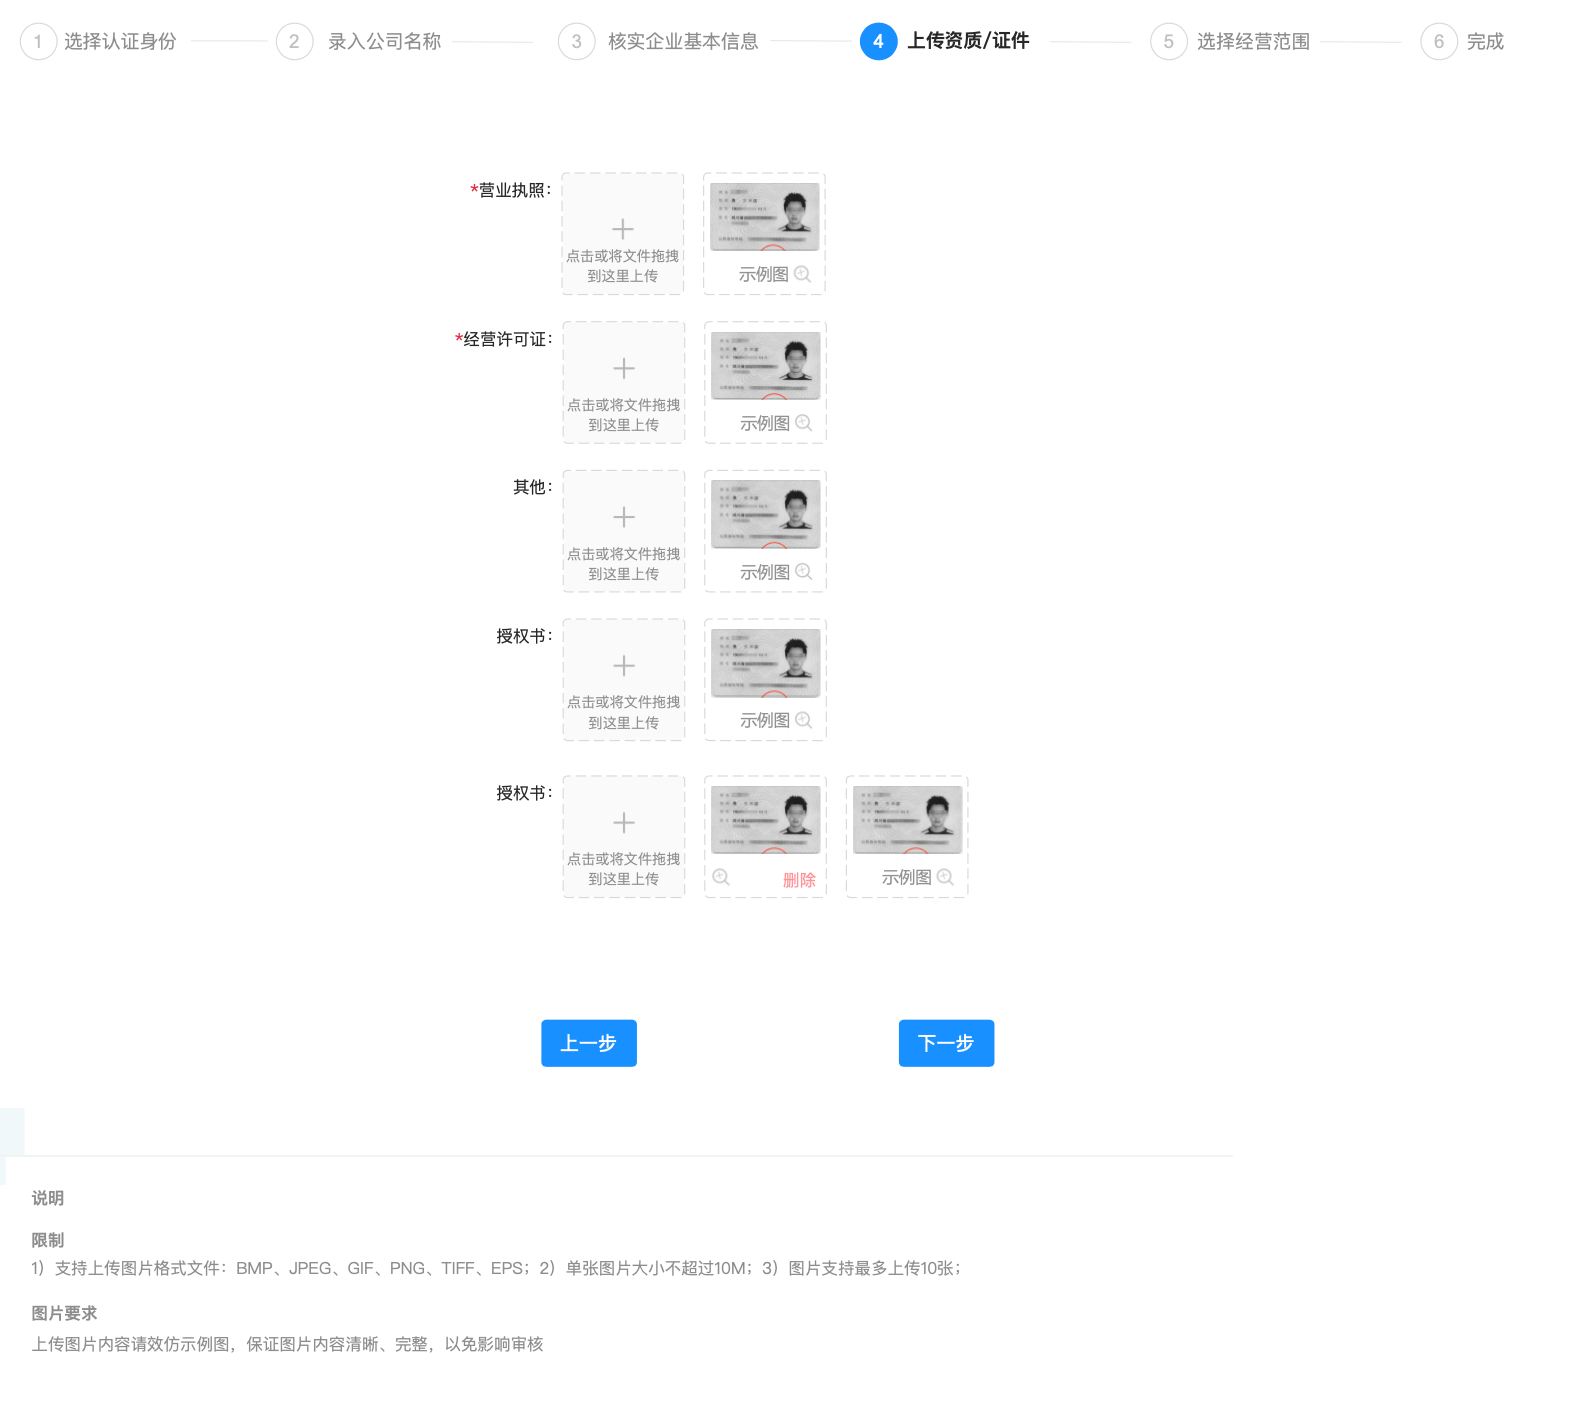 1 选择认证身份 2 录入公司名称 3 核实企业基本信息 4 上传资质/证件 5 选择经营范围 6 完成
*营业执照：
点击或将文件拖拽
到这里上传
示例图
*经营许可证：
点击或将文件拖拽
到这里上传
示例图
其他：
点击或将文件拖拽
到这里上传
示例图
授权书：
点击或将文件拖拽
到这里上传
示例图
授权书：
点击或将文件拖拽
到这里上传
删除
示例图
上一步 下一步
说明
限制
1）支持上传图片格式文件：BMP、JPEG、GIF、PNG、TIFF、EPS；2）单张图片大小不超过10M；3）图片支持最多上传10张；
图片要求
上传图片内容请效仿示例图，保证图片内容清晰、完整，以免影响审核